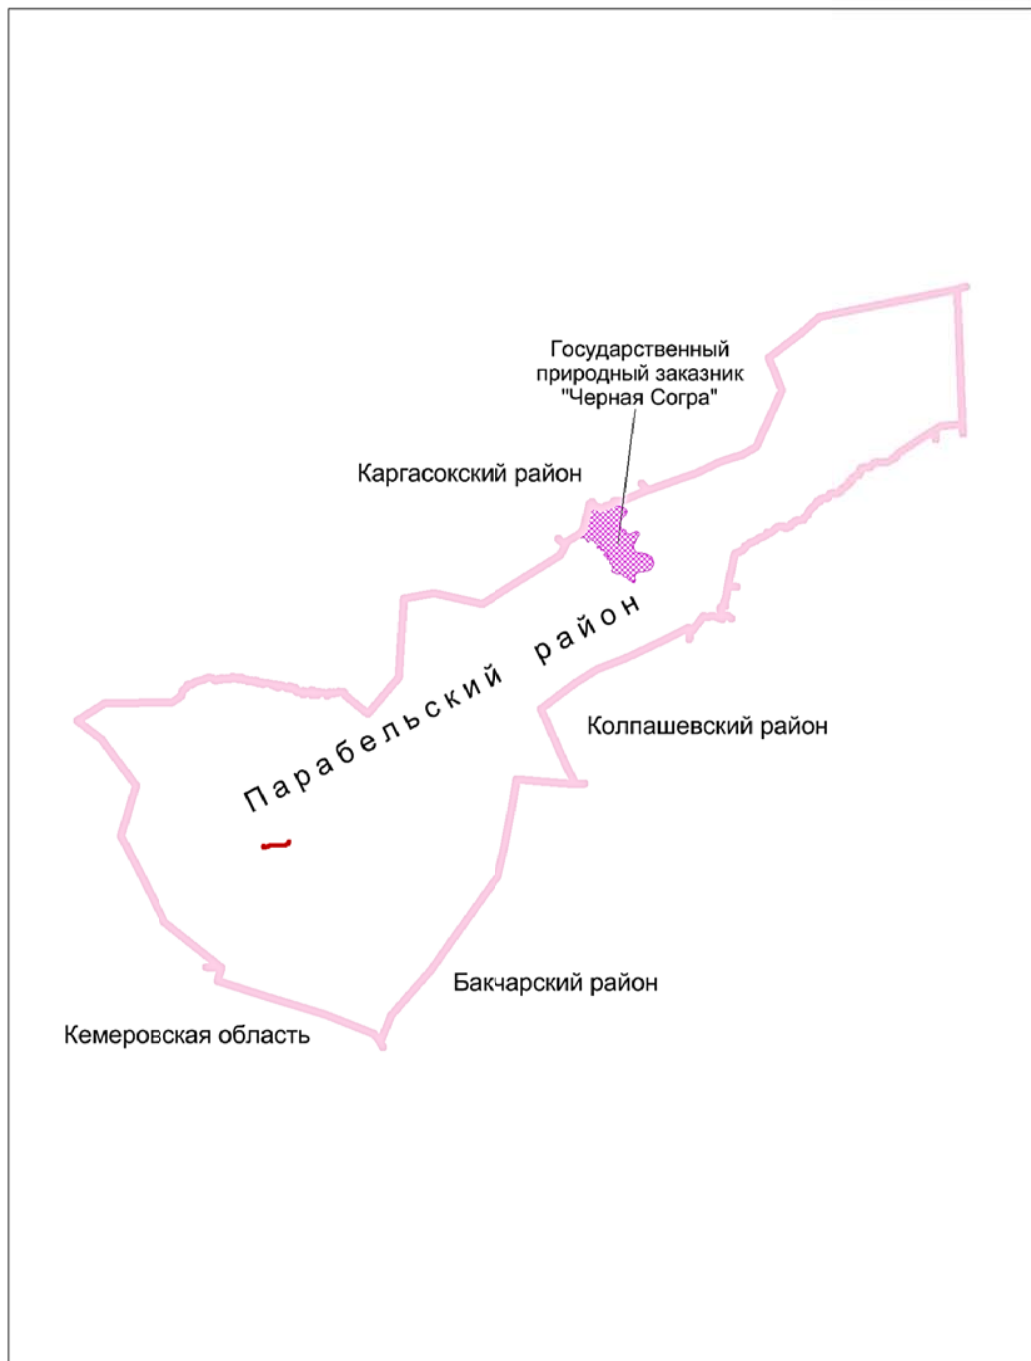 Государственный
природный заказник
"Черная Согра"
Каргасокский район
Парабельский район
Колпашевский район
Бакчарский район
Кемеровская область